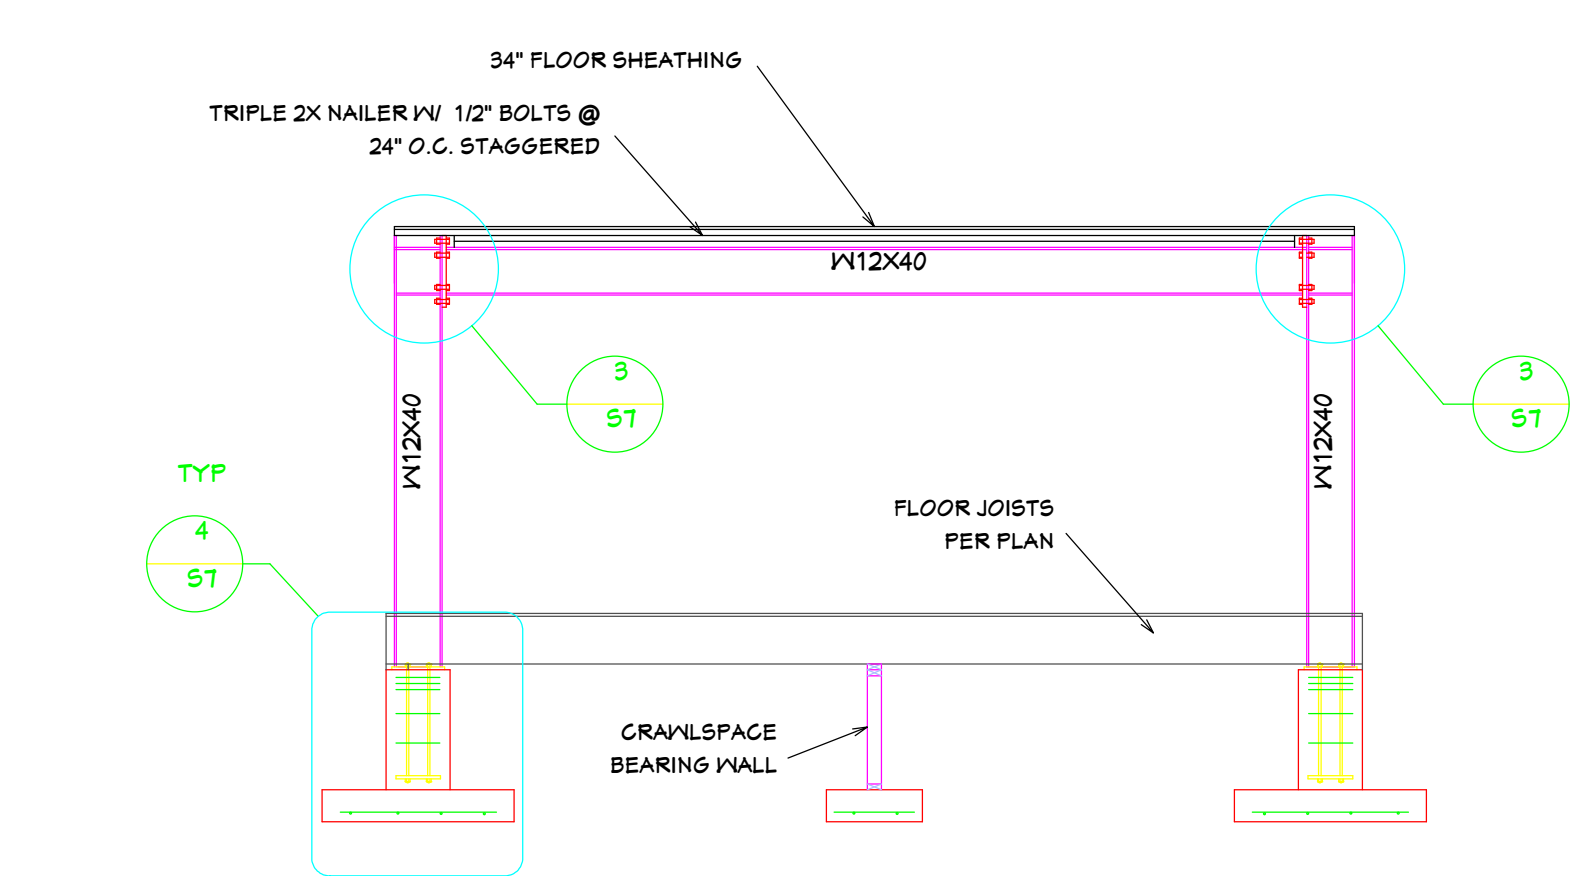 34" FLOOR SHEATHING
TRIPLE 2X NAILER W/ 1/2" BOLTS @
24" O.C. STAGGERED
W12X40
3
S7
3
S7
W12X40
W12X40
TYP
4
S7
FLOOR JOISTS
PER PLAN
CRAWLSPACE
BEARING WALL